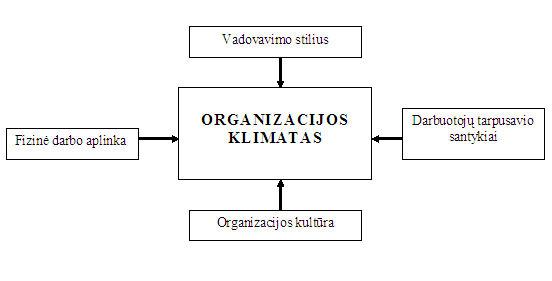 Vadovavimo stilius
ORGANIZACIJOS
KLIMATAS
Fizinė darbo aplinka
Darbuotojų tarpusavio
santykiai
Organizacijos kultūra